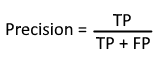 Precision = TP / (TP + FP)